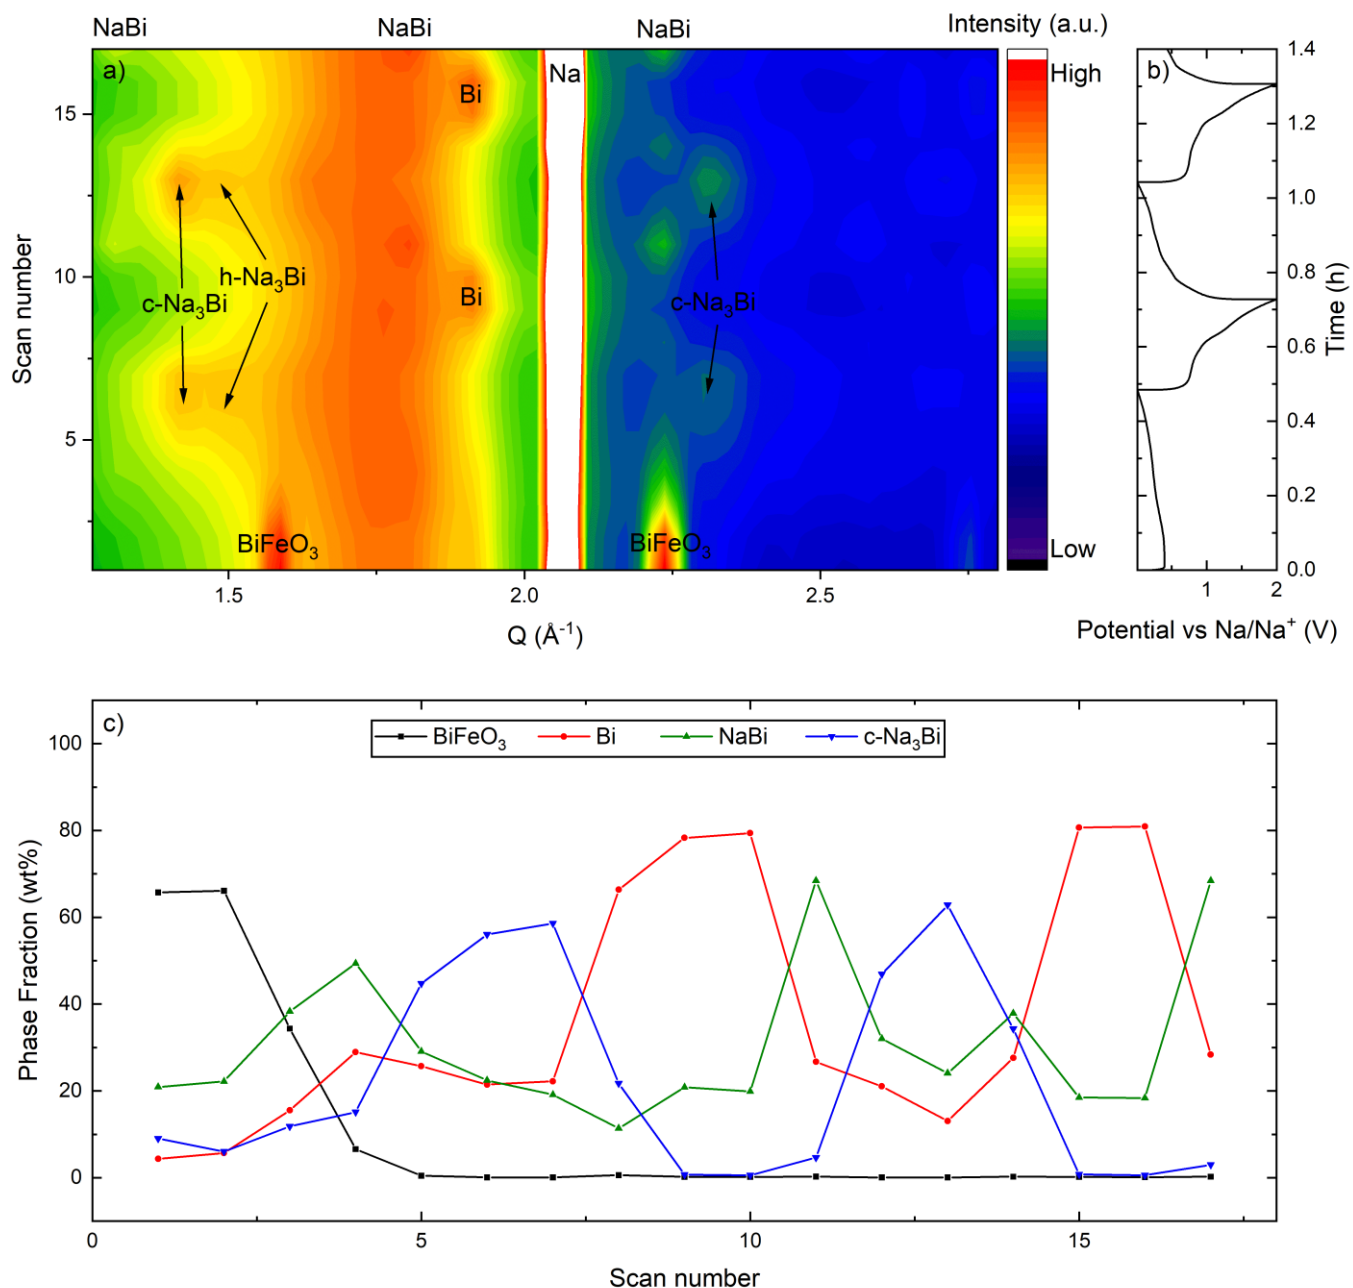 NaBi NaBi NaBi Intensity (a.u.)
a) Na High b) 1.4
Bi
15 1.2
1.0
h-Na₃Bi
10 c-Na₃Bi Bi c-Na₃Bi 0.8
Scan number Time (h)
0.6
5 0.4
0.2
BiFeO₃ BiFeO₃ Low
0.0
1.5 2.0 2.5 1 2
Q (Å⁻¹) Potential vs Na/Na⁺ (V)
c) BiFeO₃ Bi NaBi c-Na₃Bi
100
80
60
Phase Fraction (wt%)
40
20
0
0 5 10 15
Scan number